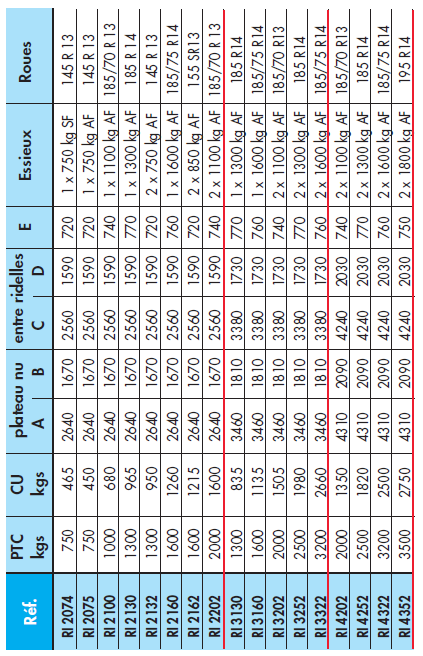 Réf. PTC kgs CU kgs plateau nu A B entre ridelles C D E Essieux Roues
RI 2074 750 465 2640 1670 2560 1590 720 1 x 750 kg SF 145 R 13
RI 2075 750 450 2640 1670 2560 1590 720 1 x 750 kg AF 145 R 13
RI 2100 1000 680 2640 1670 2560 1590 740 1 x 1100 kg AF 185/70 R 13
RI 2130 1300 965 2640 1670 2560 1590 770 1 x 1300 kg AF 185 R 14
RI 2132 1300 950 2640 1670 2560 1590 720 2 x 750 kg AF 145 R 13
RI 2160 1600 1260 2640 1670 2560 1590 760 1 x 1600 kg AF 185/75 R14
RI 2162 1600 1215 2640 1670 2560 1590 720 2 x 850 kg AF 155 SR13
RI 2202 2000 1600 2640 1670 2560 1590 740 2 x 1100 kg AF 185/70 R 13
RI 3130 1300 835 3460 1810 3380 1730 770 1 x 1300 kg AF 185 R14
RI 3160 1600 1135 3460 1810 3380 1730 760 1 x 1600 kg AF 185/75 R14
RI 3202 2000 1505 3460 1810 3380 1730 740 2 x 1100 kg AF 185/70 R13
RI 3252 2500 1980 3460 1810 3380 1730 770 2 x 1300 kg AF 185 R14
RI 3322 3200 2660 3460 1810 3380 1730 760 2 x 1600 kg AF 185/75 R14
RI 4202 2000 1350 4310 2090 4240 2030 740 2 x 1100 kg AF 185/70 R13
RI 4252 2500 1820 4310 2090 4240 2030 770 2 x 1300 kg AF 185 R14
RI 4322 3200 2500 4310 2090 4240 2030 760 2 x 1600 kg AF 185/75 R14
RI 4352 3500 2750 4310 2090 4240 2030 750 2 x 1800 kg AF 195 R14